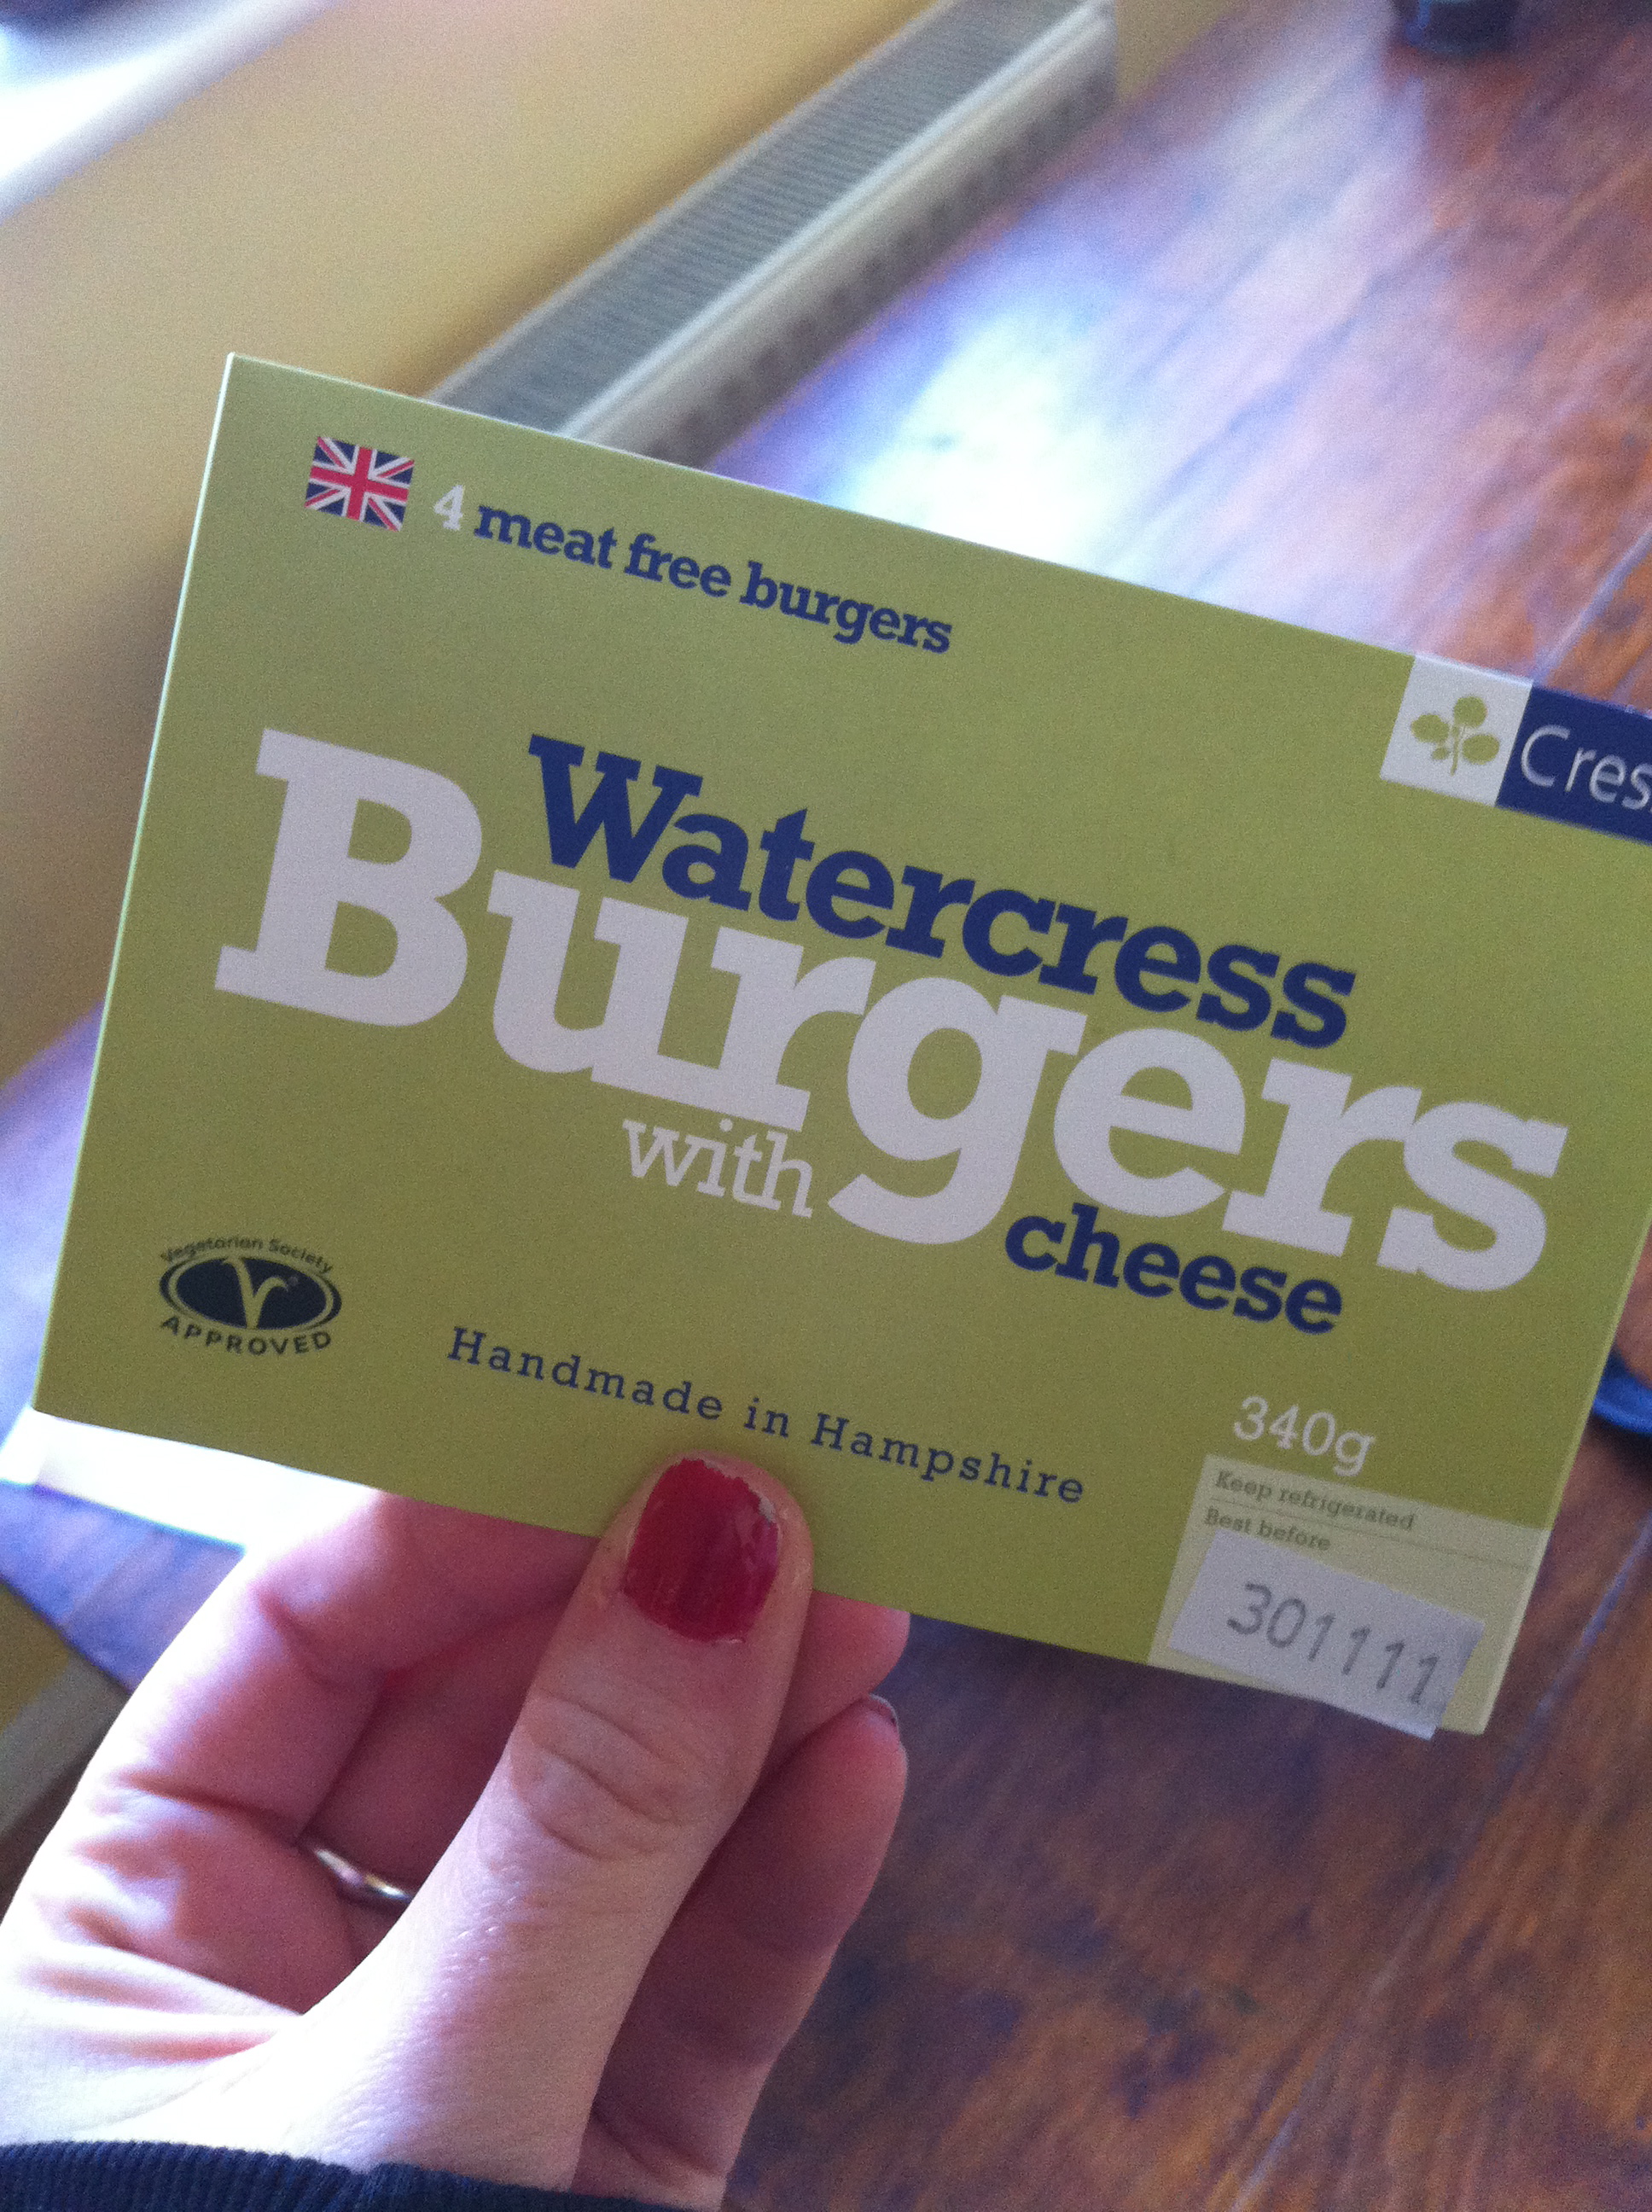 4 meat free burgers
Cres
Watercress
Burgers
with
cheese
Vegetarian Society
APPROVED
Handmade in Hampshire
340g
Keep refrigerated
Best before
301111